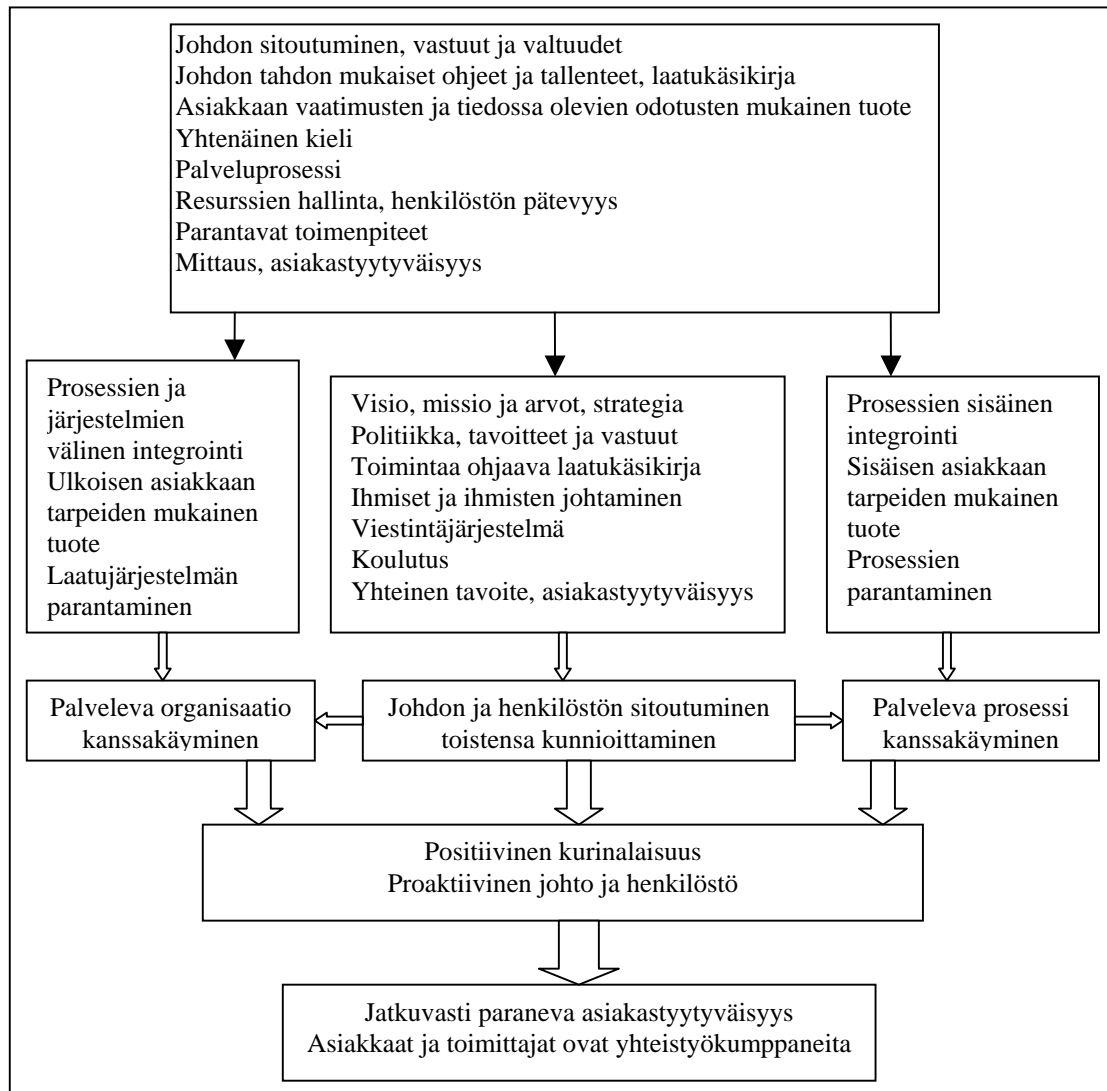 Johdon sitoutuminen, vastuut ja valtuudet
Johdon tahdon mukaiset ohjeet ja tallenteet, laatukäsikirja
Asiakkaan vaatimusten ja tiedossa olevien odotusten mukainen tuote
Yhtenäinen kieli
Palveluprosessi
Resurssien hallinta, henkilöstön pätevyys
Parantavat toimenpiteet
Mittaus, asiakastyytyväisyys
Prosessien ja
järjestelmien
välinen integrointi
Ulkoisen asiakkaan
tarpeiden mukainen
tuote
Laatujärjestelmän
parantaminen
Visio, missio ja arvot, strategia
Politiikka, tavoitteet ja vastuut
Toimintaa ohjaava laatukäsikirja
Ihmiset ja ihmisten johtaminen
Viestintäjärjestelmä
Koulutus
Yhteinen tavoite, asiakastyytyväisyys
Prosessien sisäinen
integrointi
Sisäisen asiakkaan
tarpeiden mukainen
tuote
Prosessien
parantaminen
Palveleva organisaatio
kanssakäyminen
Johdon ja henkilöstön sitoutuminen
toistensa kunnioittaminen
Palveleva prosessi
kanssakäyminen
Positiivinen kurinalaisuus
Proaktiivinen johto ja henkilöstö
Jatkuvasti paraneva asiakastyytyväisyys
Asiakkaat ja toimittajat ovat yhteistyökumppaneita